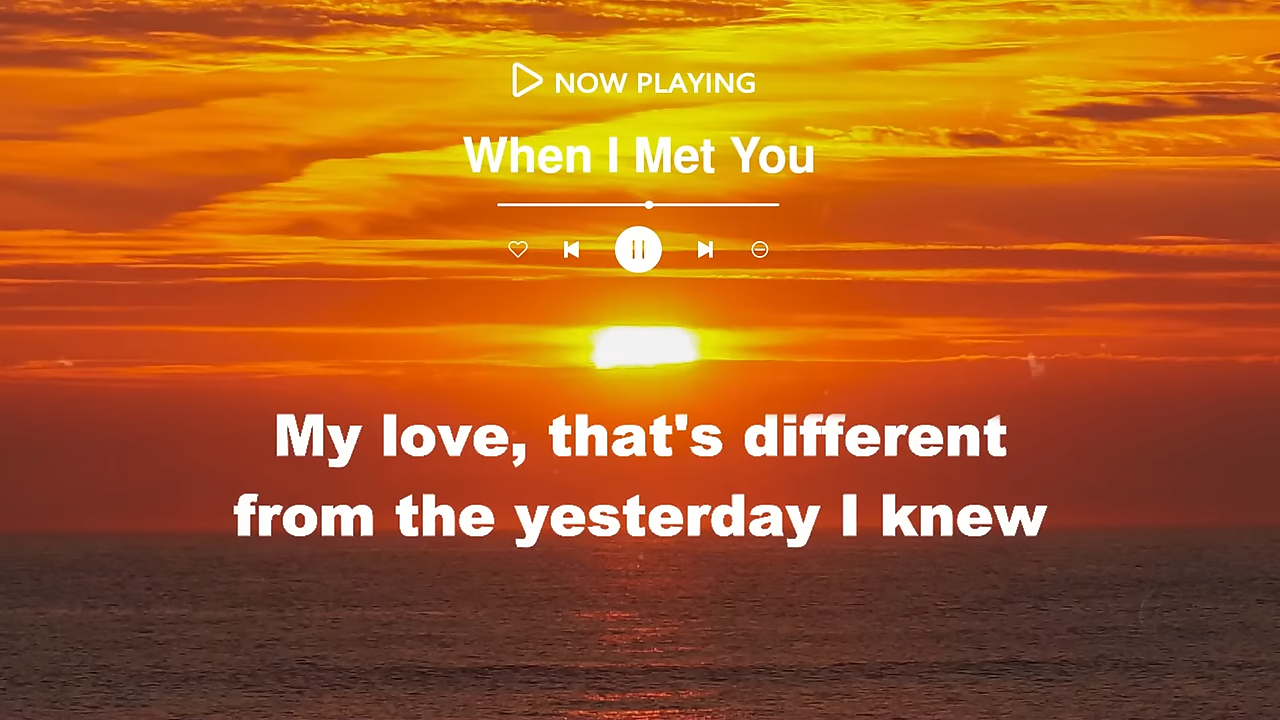 NOW PLAYING
When I Met You
My love, that's different
from the yesterday I knew